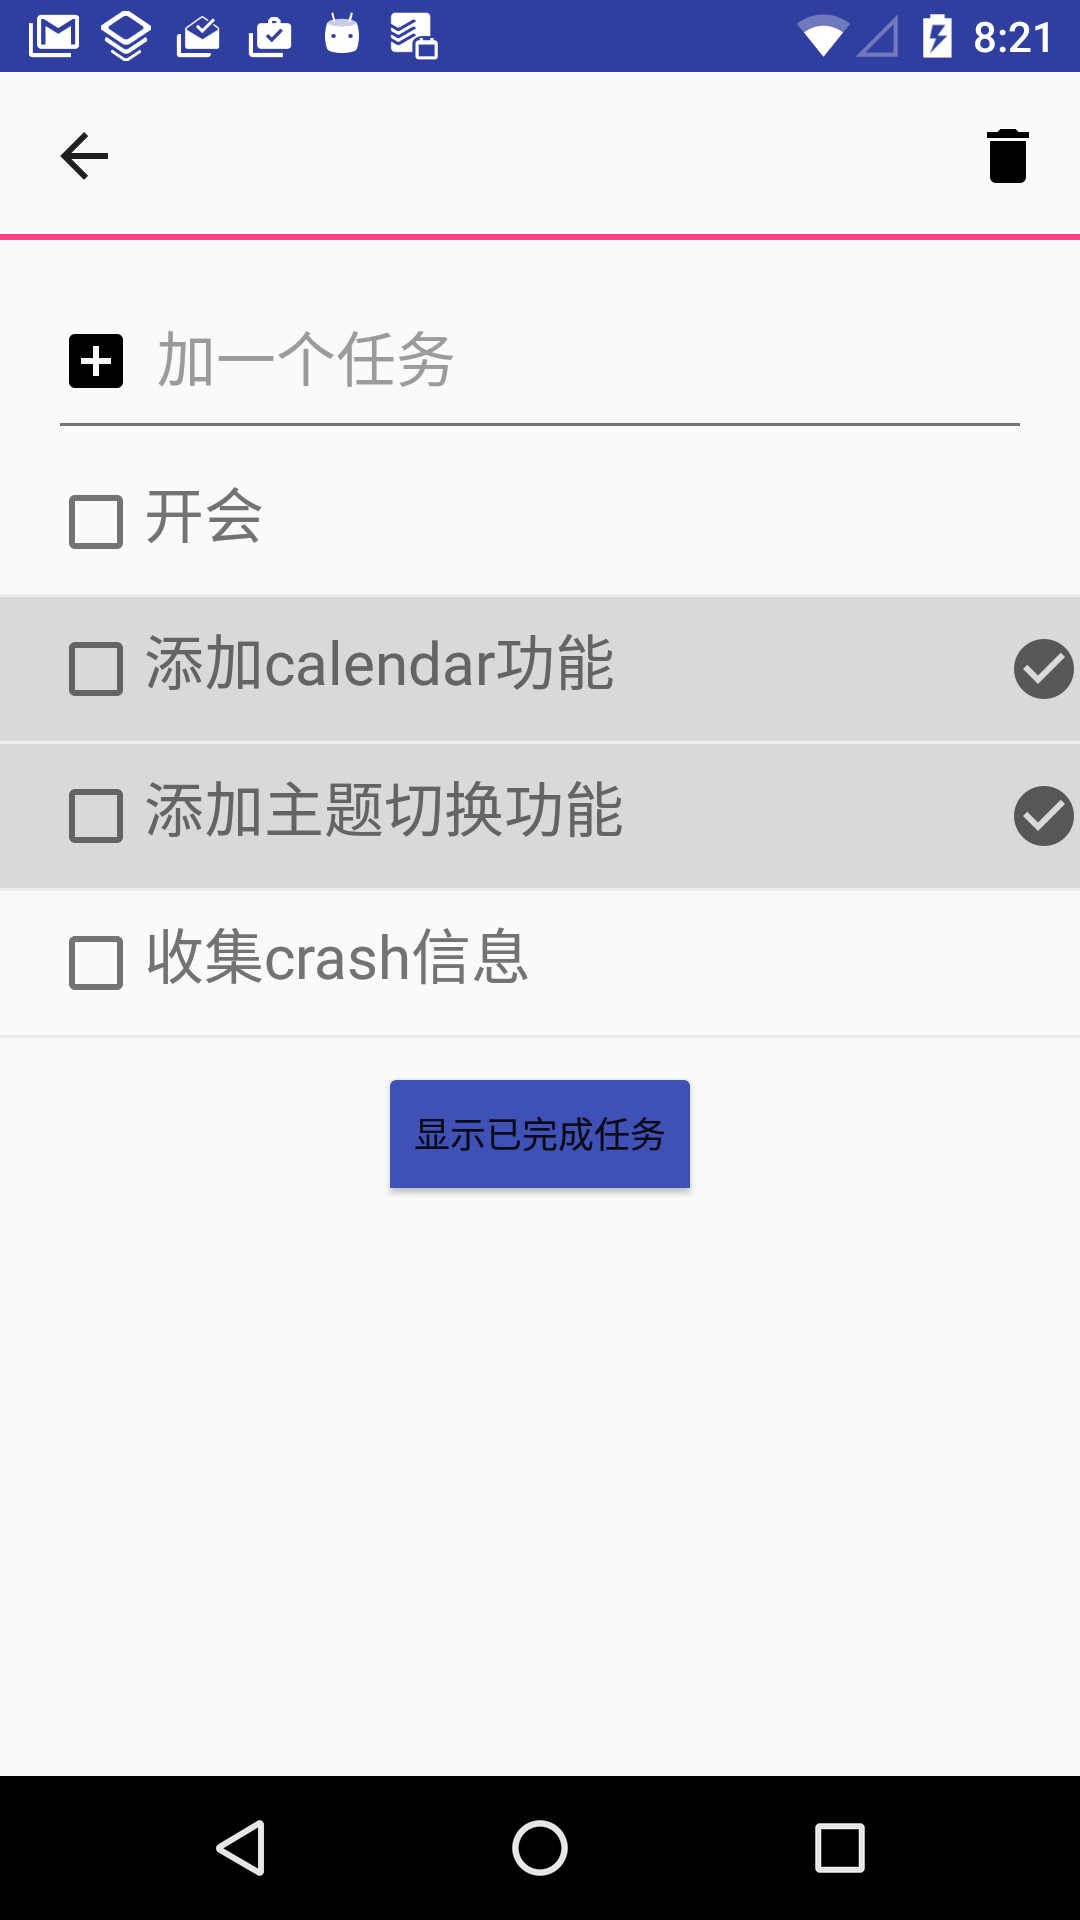 8:21
加一个任务
开会
添加calendar功能
添加主题切换功能
收集crash信息
显示已完成任务